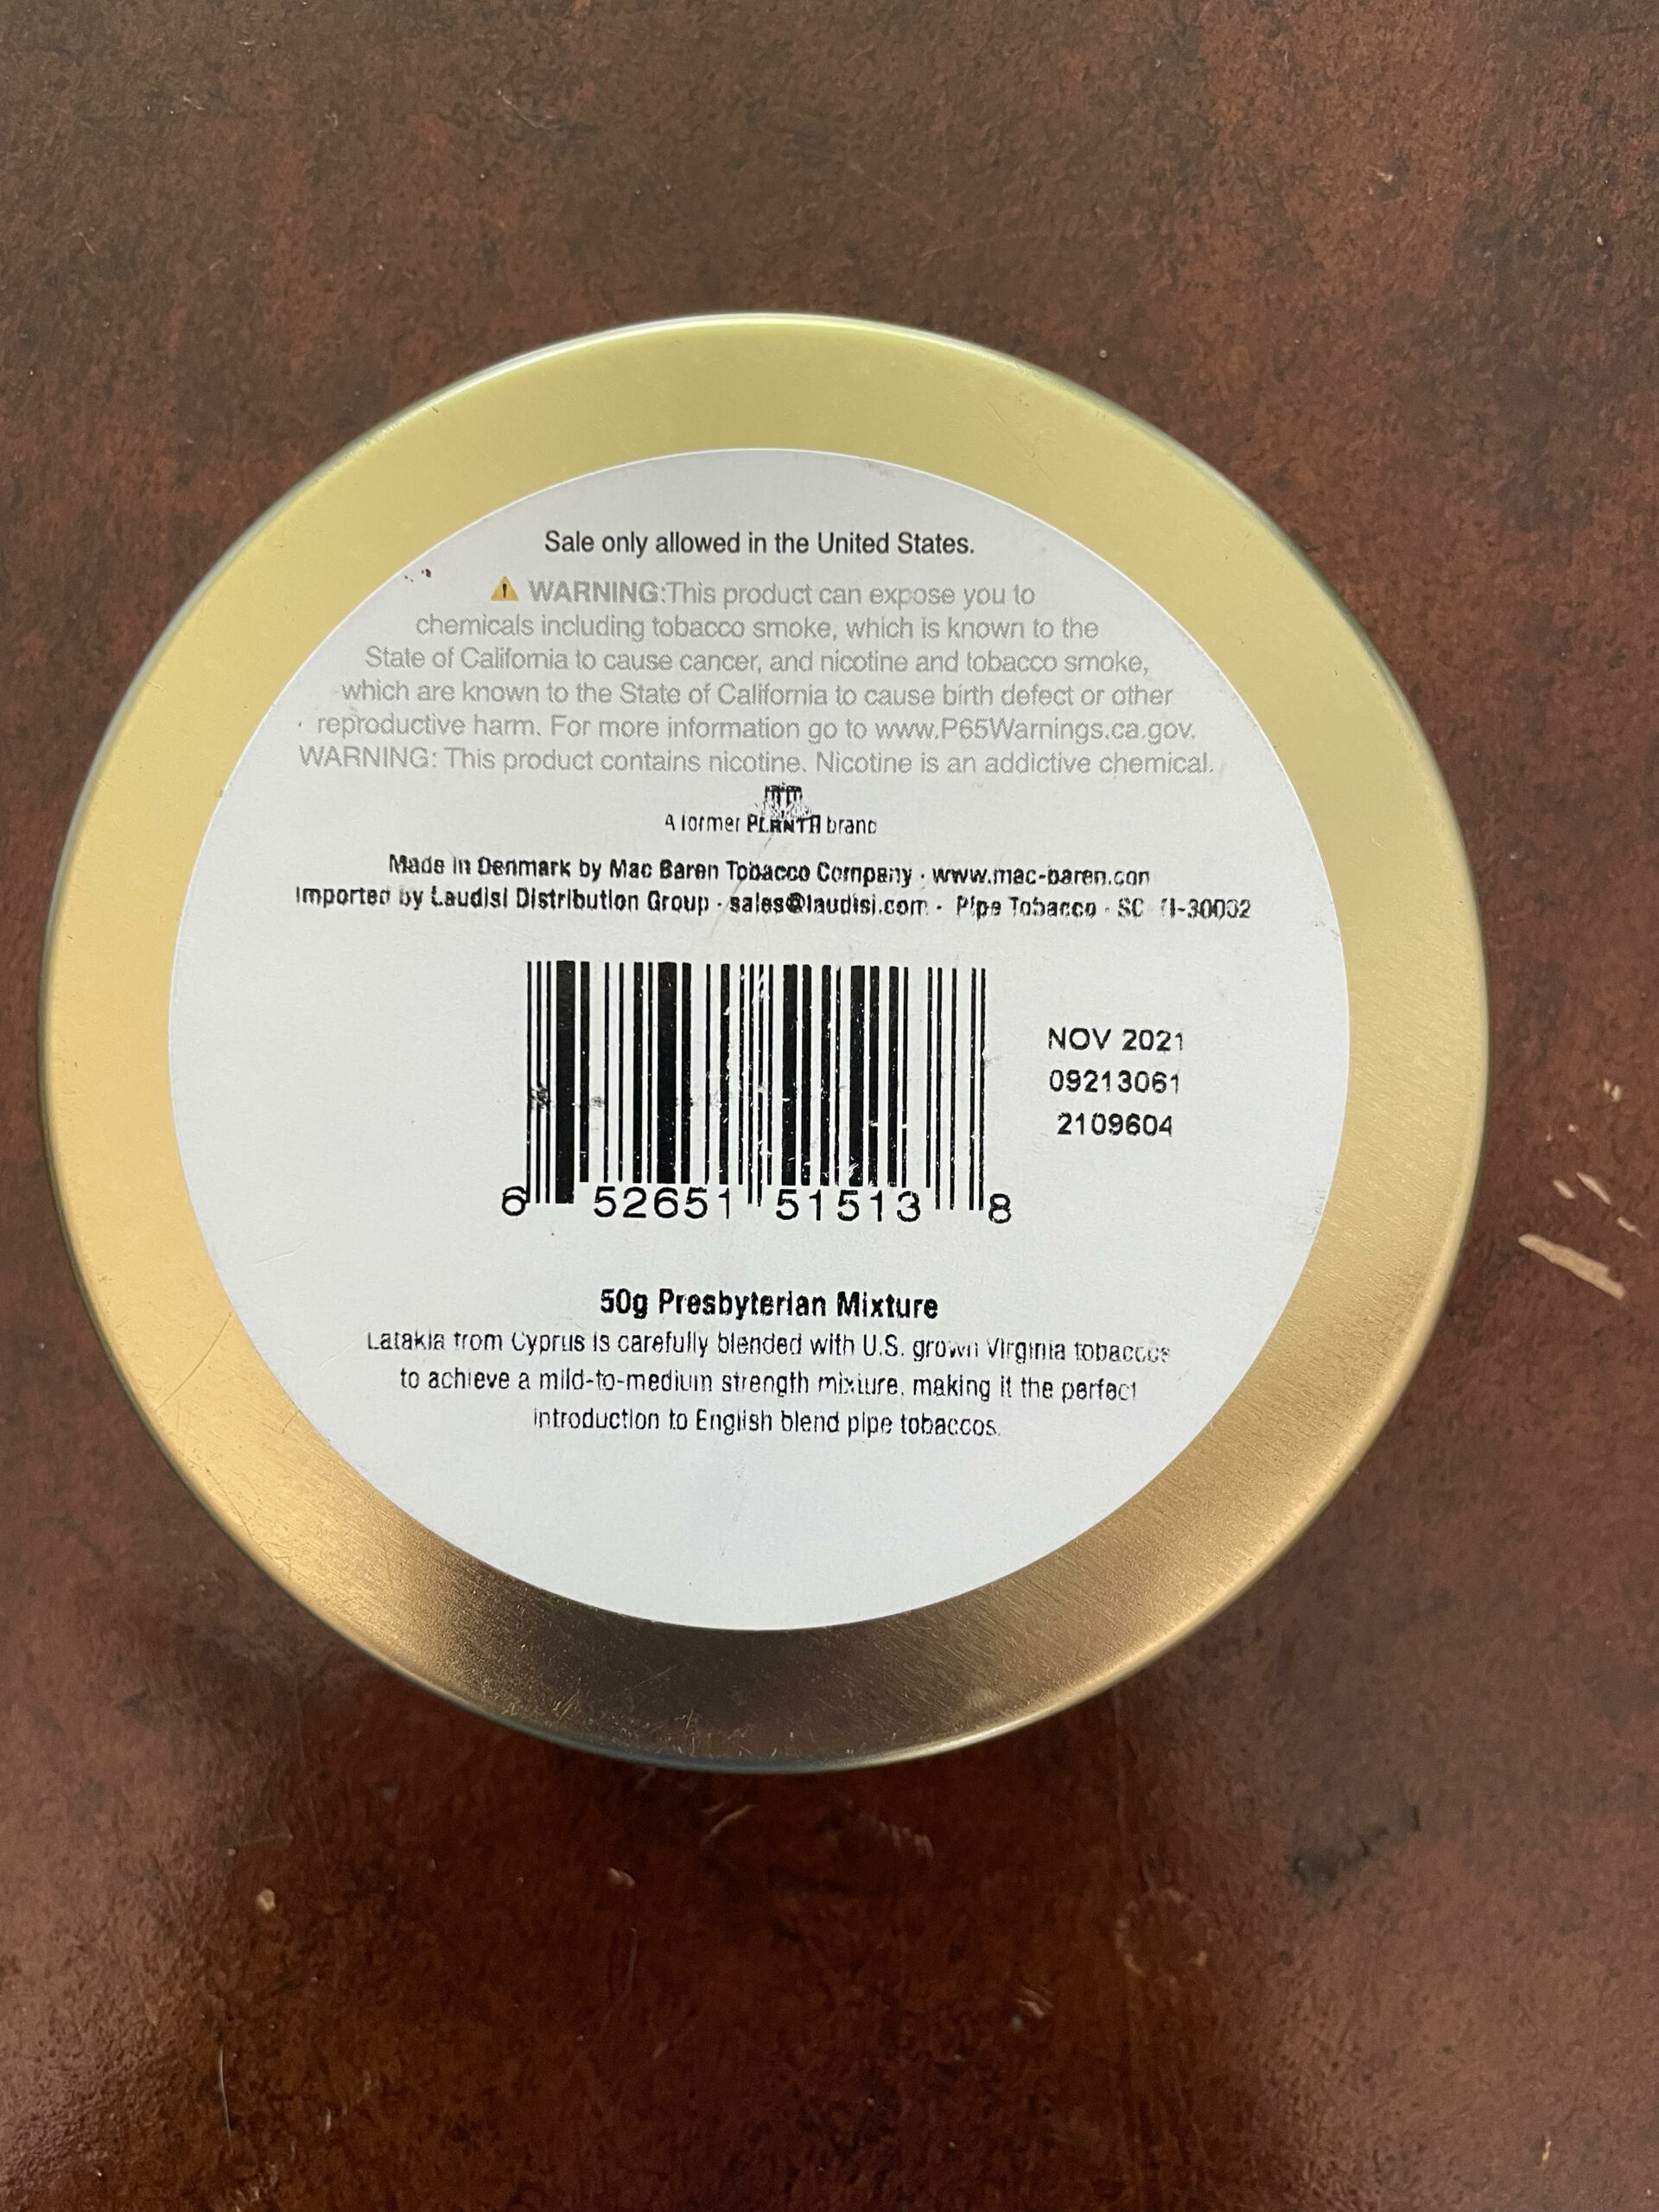 Sale only allowed in the United States.
⚠ WARNING:This product can expose you to
chemicals including tobacco smoke, which is known to the
State of California to cause cancer, and nicotine and tobacco smoke,
which are known to the State of California to cause birth defect or other
reproductive harm. For more information go to www.P65Warnings.ca.gov.
WARNING: This product contains nicotine. Nicotine is an addictive chemical.
A former PLANTA brand
Made in Denmark by Mac Baren Tobacco Company · www.mac-baren.com
Imported by Laudisi Distribution Group · sales@laudisi.com · Pipe Tobacco ·
NOV 2021
09213061
2109604
6 52651 51513 8
50g Presbyterian Mixture
Latakia from Cyprus is carefully blended with U.S. grown Virginia tobaccos
to achieve a mild-to-medium strength mixture, making it the perfect
introduction to English blend pipe tobaccos.